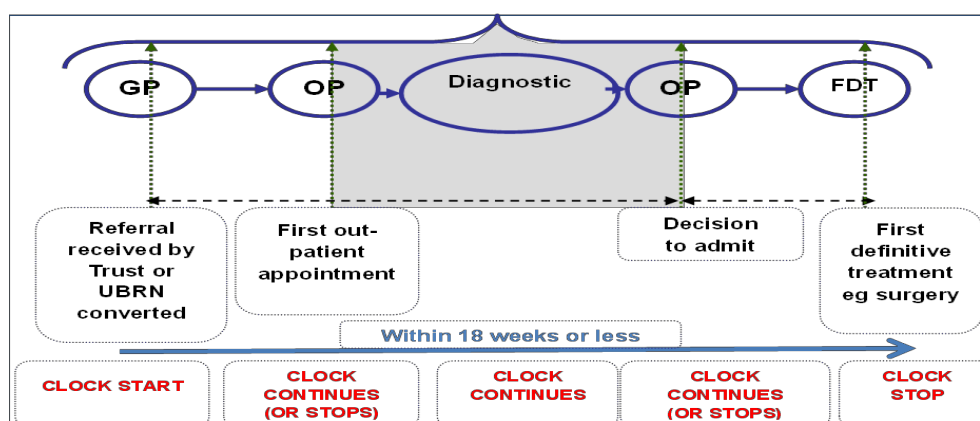 GP
OP
Diagnostic
OP
FDT
Referral
received by
Trust or
UBRN
converted
First out-
patient
appointment
Decision
to admit
First
definitive
treatment
eg surgery
Within 18 weeks or less
CLOCK START
CLOCK
CONTINUES
(OR STOPS)
CLOCK
CONTINUES
CLOCK
CONTINUES
(OR STOPS)
CLOCK
STOP